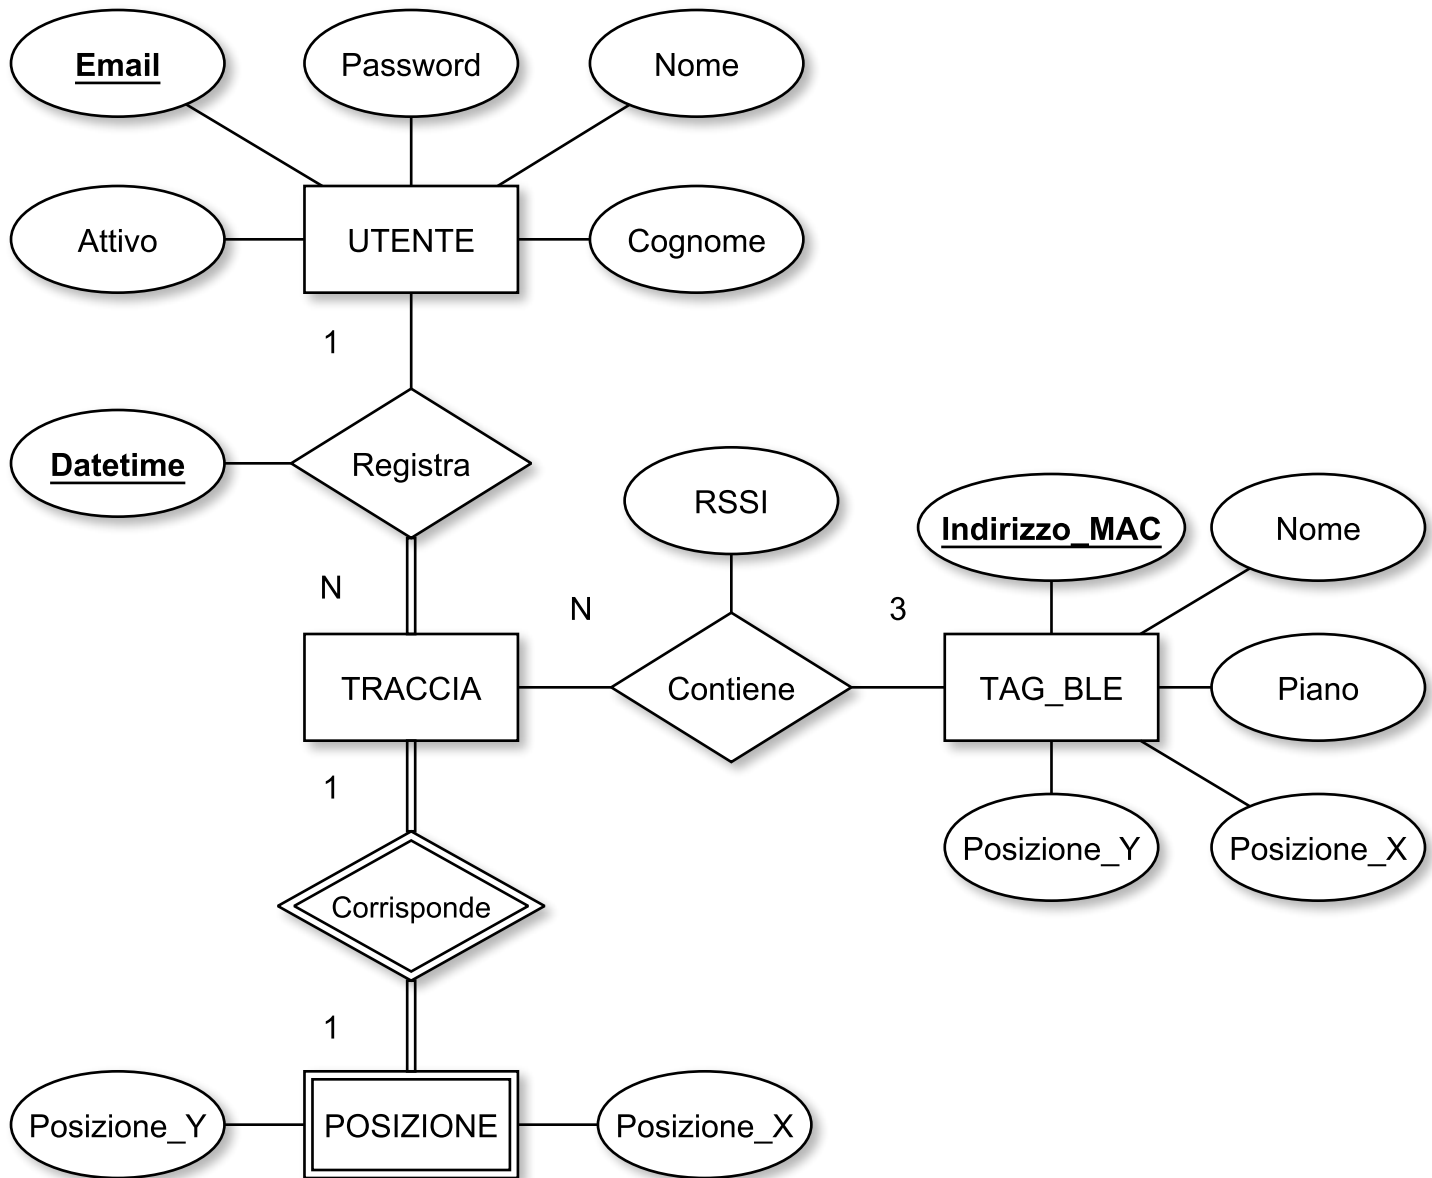 Email
Password
Nome
Attivo
UTENTE
Cognome
1
Datetime
Registra
RSSI
Indirizzo_MAC
Nome
N
N
3
TRACCIA
Contiene
TAG_BLE
Piano
1
Posizione_Y
Posizione_X
Corrisponde
1
Posizione_Y
POSIZIONE
Posizione_X